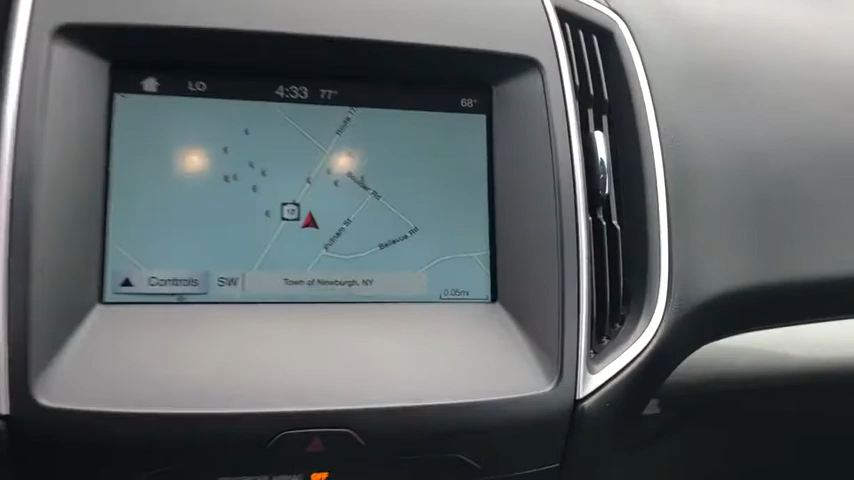 LO 4:33 77° 68°
Route 17
Boulder Rd
17
Putnam St
Bellevue Rd
Controls SW Town of Newburgh, NY 0.05mi